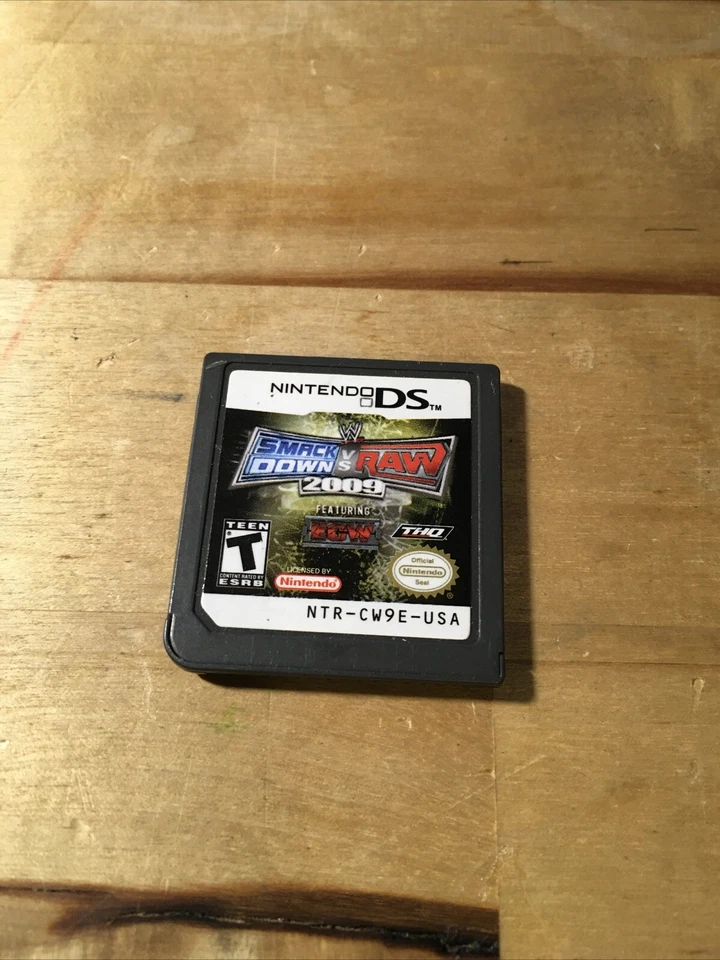 NINTENDO DS™
W
SMACK DOWN VS RAW
2009
FEATURING
ECW
THQ
TEEN
T
CONTENT RATED BY
ESRB
LICENSED BY
Nintendo
Official
Nintendo
Seal
®
NTR-CW9E-USA